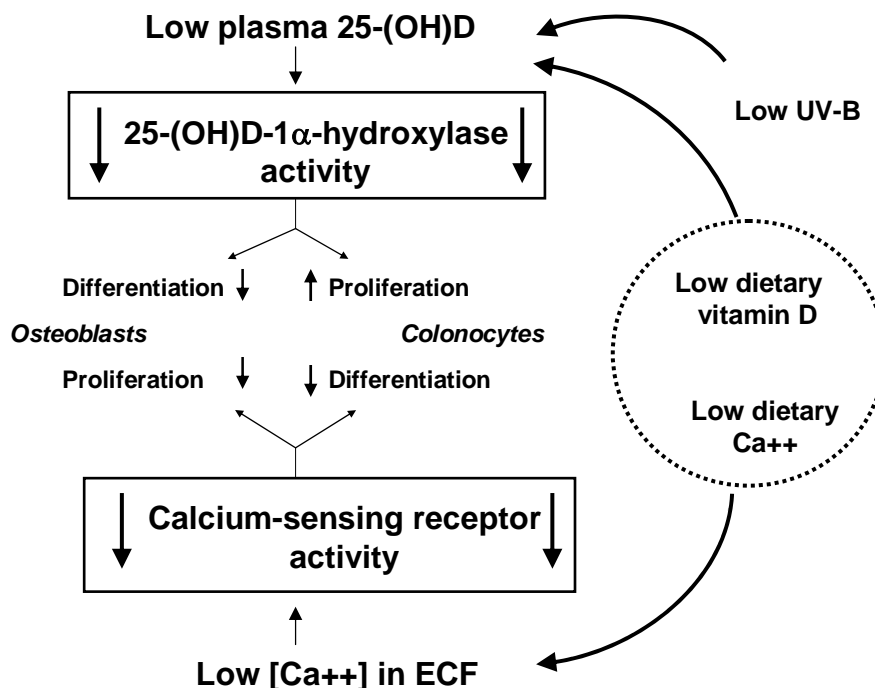 Low plasma 25-(OH)D
Low UV-B
25-(OH)D-1α-hydroxylase
activity
Differentiation
Proliferation
Low dietary
vitamin D
Osteoblasts
Colonocytes
Proliferation
Differentiation
Low dietary
Ca++
Calcium-sensing receptor
activity
Low [Ca++] in ECF